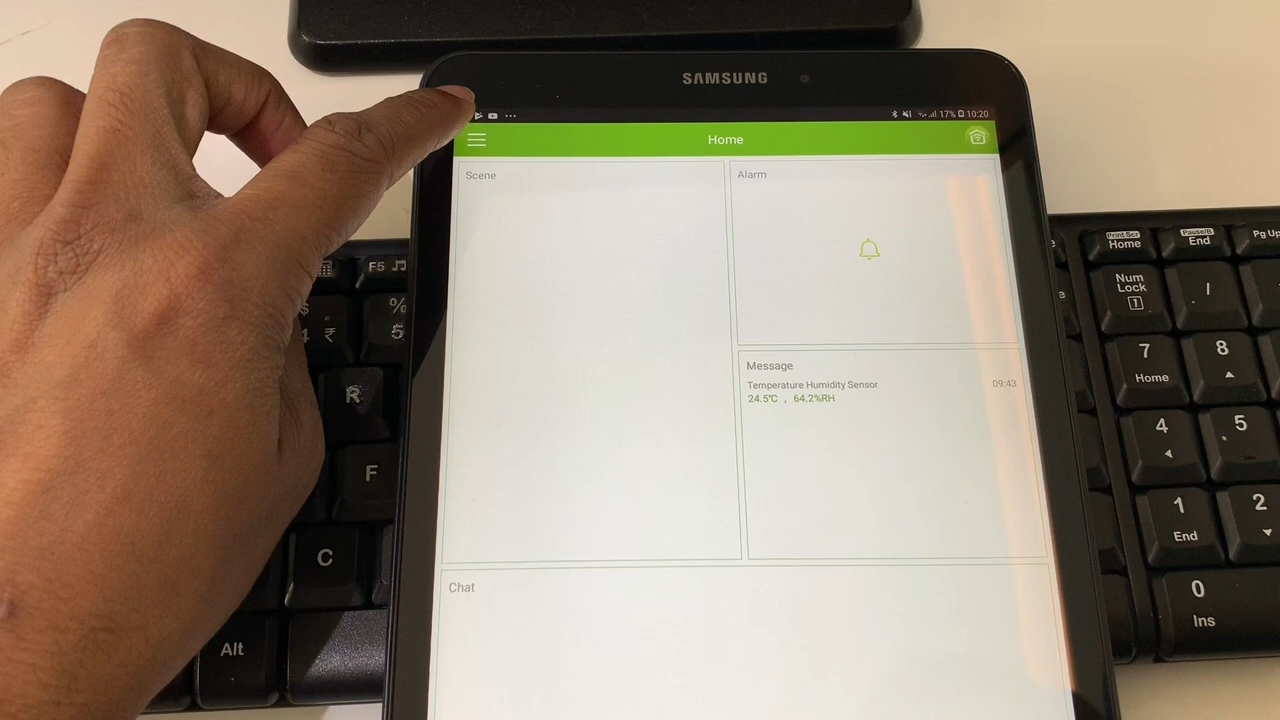 SAMSUNG
17% 10:20
Home
Scene
Alarm
Message
Temperature Humidity Sensor 09:43
24.5℃ , 64.2%RH
Chat
F5
$
4 ₹
%
5
R
F
C
Alt
Print Scr
Home
Pause/B
End
Pg Up
Num
Lock
1
/
7
Home
8
4
5
1
End
2
0
Ins